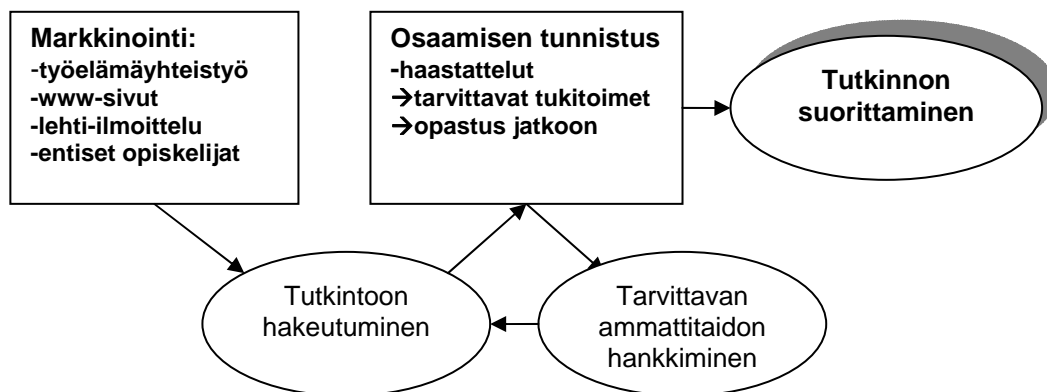 Markkinointi:
-työelämäyhteistyö
-www-sivut
-lehti-ilmoittelu
-entiset opiskelijat
Osaamisen tunnistus
-haastattelut
→tarvittavat tukitoimet
→opastus jatkoon
Tutkinnon
suorittaminen
Tutkintoon
hakeutuminen
Tarvittavan
ammattitaidon
hankkiminen